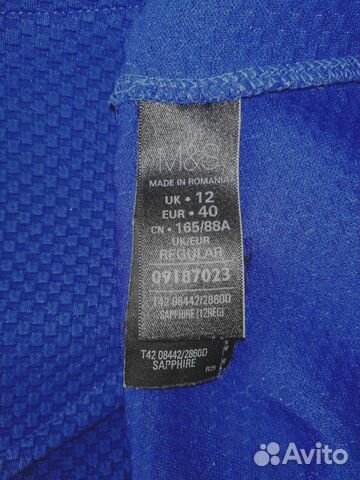 M&S
MADE IN ROMANIA
UK • 12
EUR • 40
CN • 165/88A
UK/EUR
REGULAR
09187023
T42 08442/2860D
SAPPHIRE (12REG)
T42 08442/2860D
SAPPHIRE
Avito